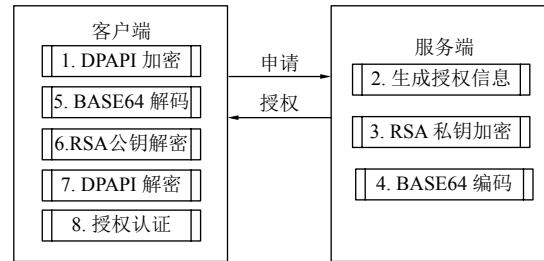 客户端
1. DPAPI 加密
5. BASE64 解码
6.RSA公钥解密
7. DPAPI 解密
8. 授权认证
申请
授权
服务端
2. 生成授权信息
3. RSA 私钥加密
4. BASE64 编码